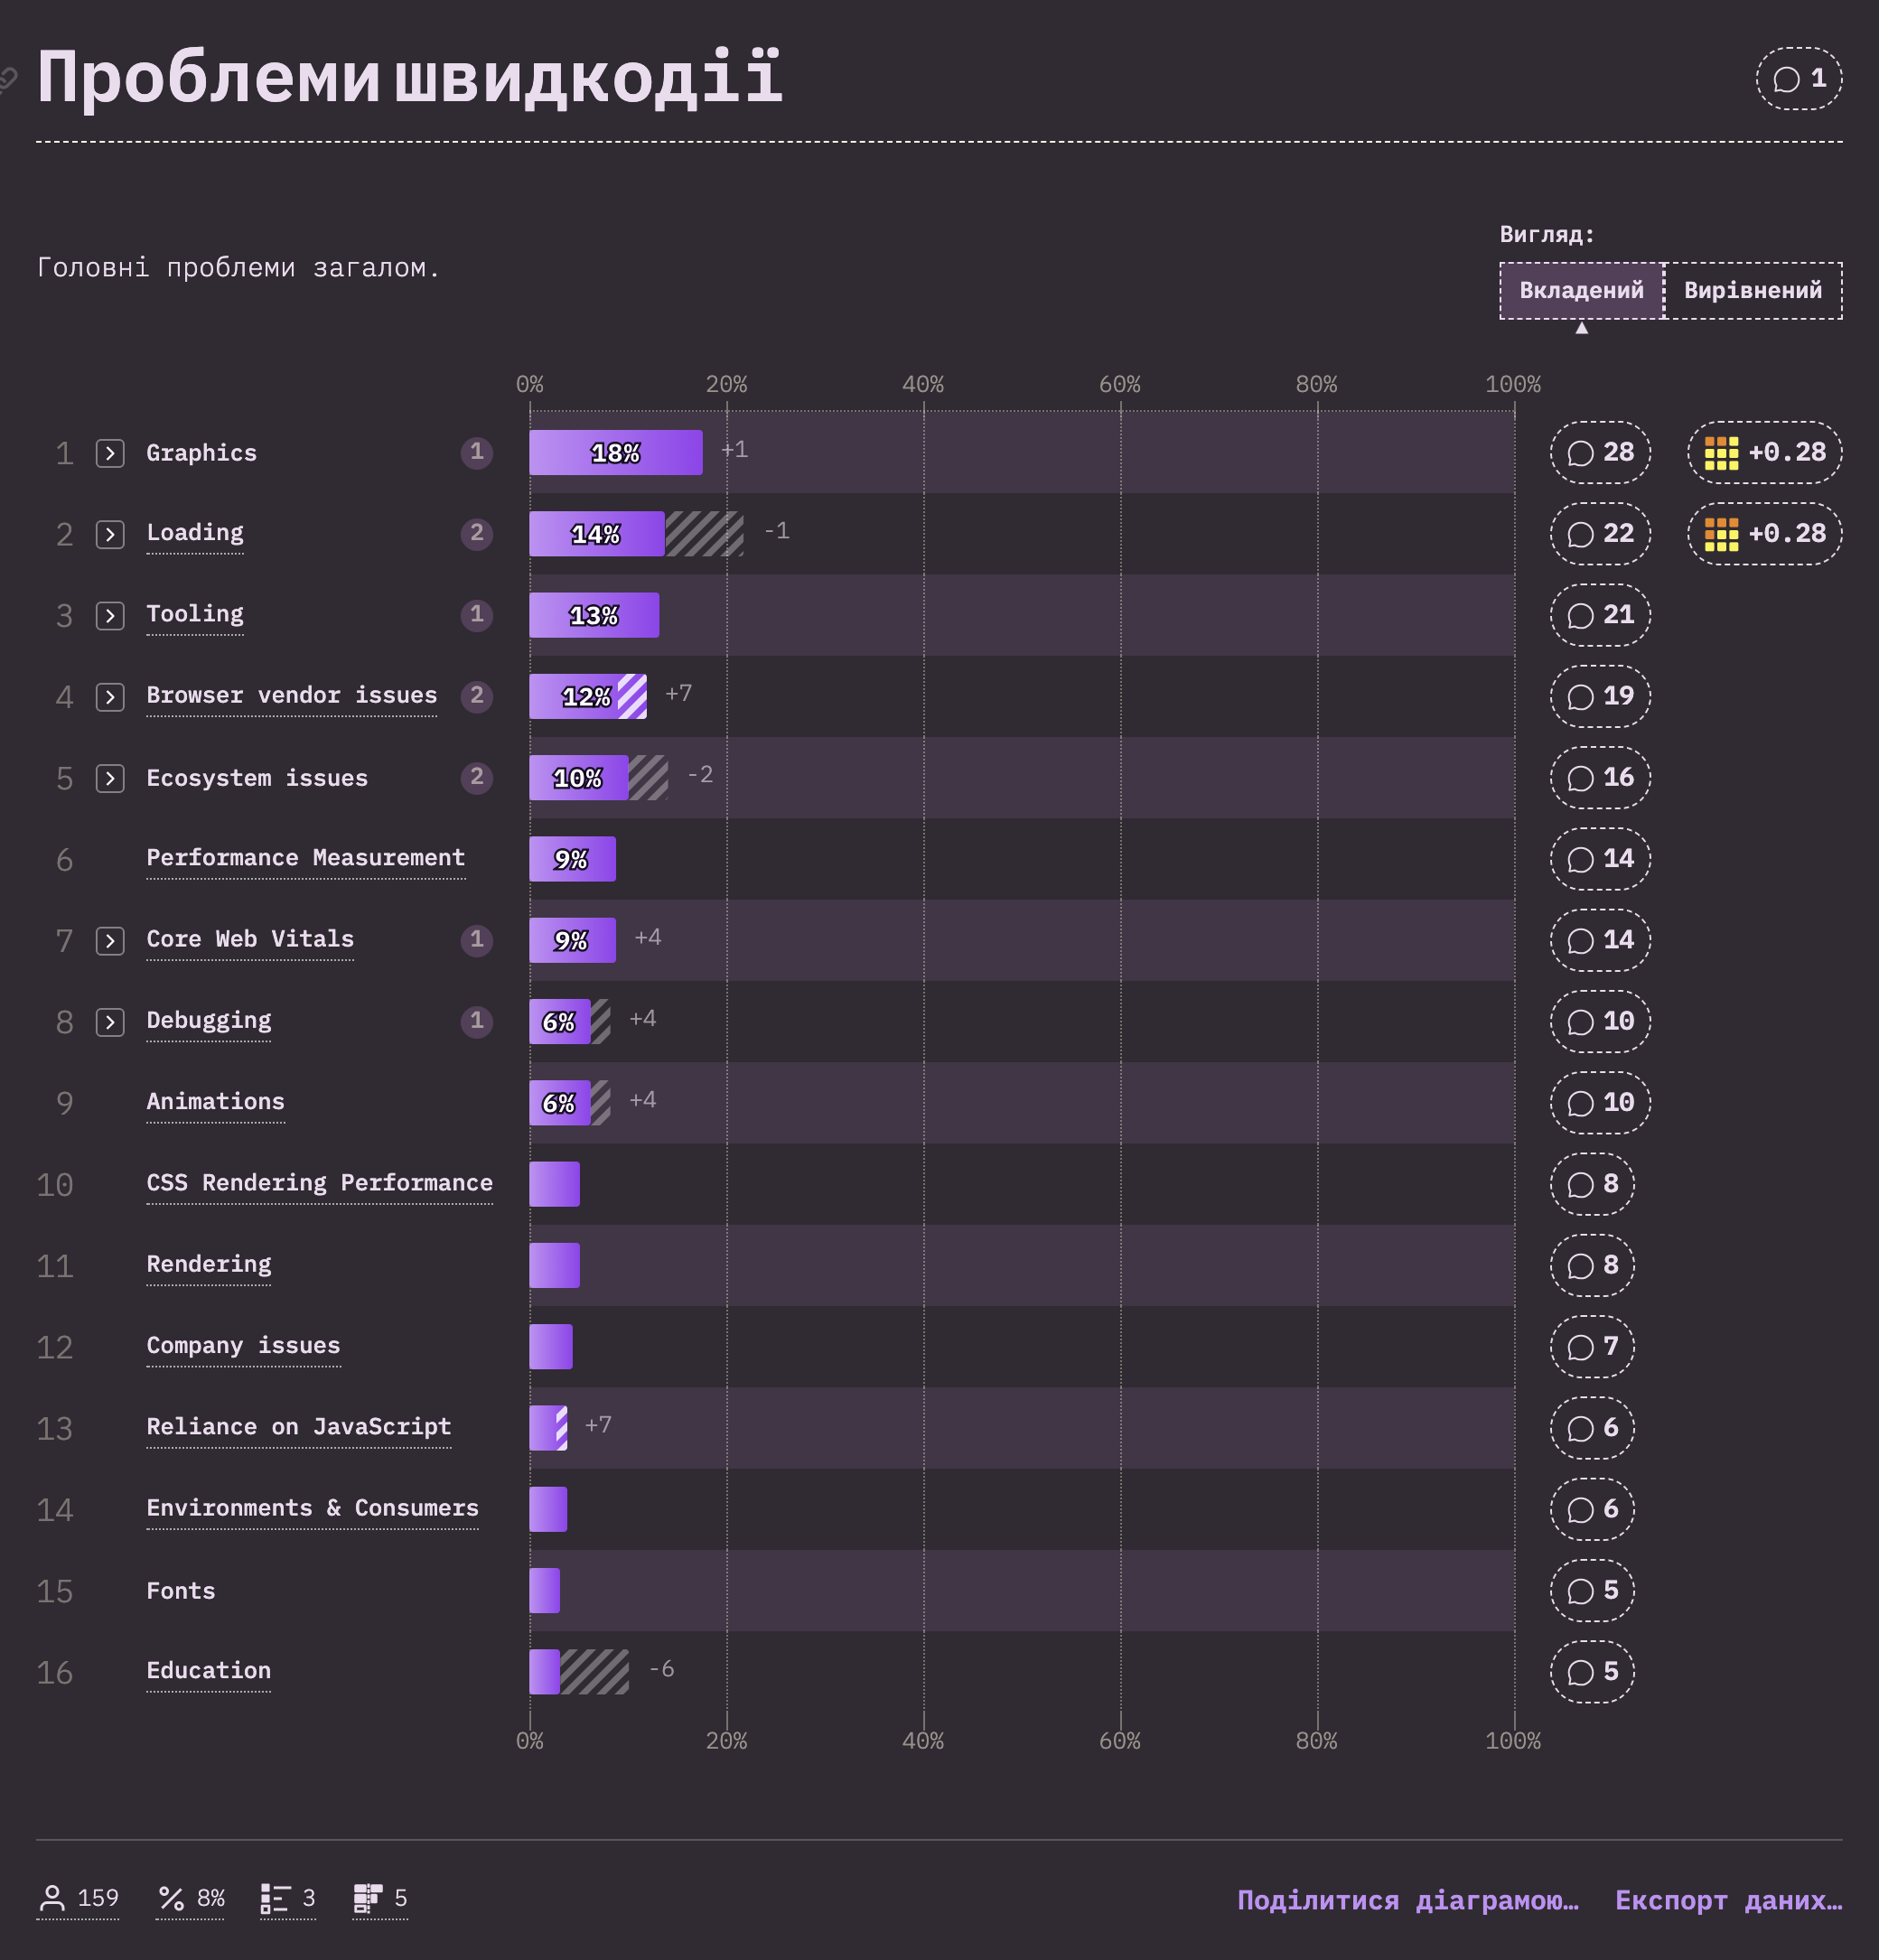 Проблеми швидкодії
1
Головні проблеми загалом.
Вигляд:
Вкладений Вирівнений
0% 20% 40% 60% 80% 100%
1 Graphics 1 18% +1 28 +0.28
2 Loading 2 14% -1 22 +0.28
3 Tooling 1 13% 21
4 Browser vendor issues 2 12% +7 19
5 Ecosystem issues 2 10% -2 16
6 Performance Measurement 9% 14
7 Core Web Vitals 1 9% +4 14
8 Debugging 1 6% +4 10
9 Animations 6% +4 10
10 CSS Rendering Performance 8
11 Rendering 8
12 Company issues 7
13 Reliance on JavaScript +7 6
14 Environments & Consumers 6
15 Fonts 5
16 Education -6 5
0% 20% 40% 60% 80% 100%
159 8% 3 5 Поділитися діаграмою… Експорт даних…